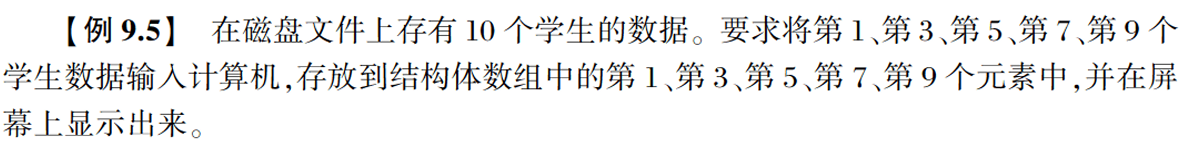 【例 9.5】 在磁盘文件上存有 10 个学生的数据。要求将第 1、第 3、第 5、第 7、第 9 个
学生数据输入计算机,存放到结构体数组中的第 1、第 3、第 5、第 7、第 9 个元素中,并在屏
幕上显示出来。